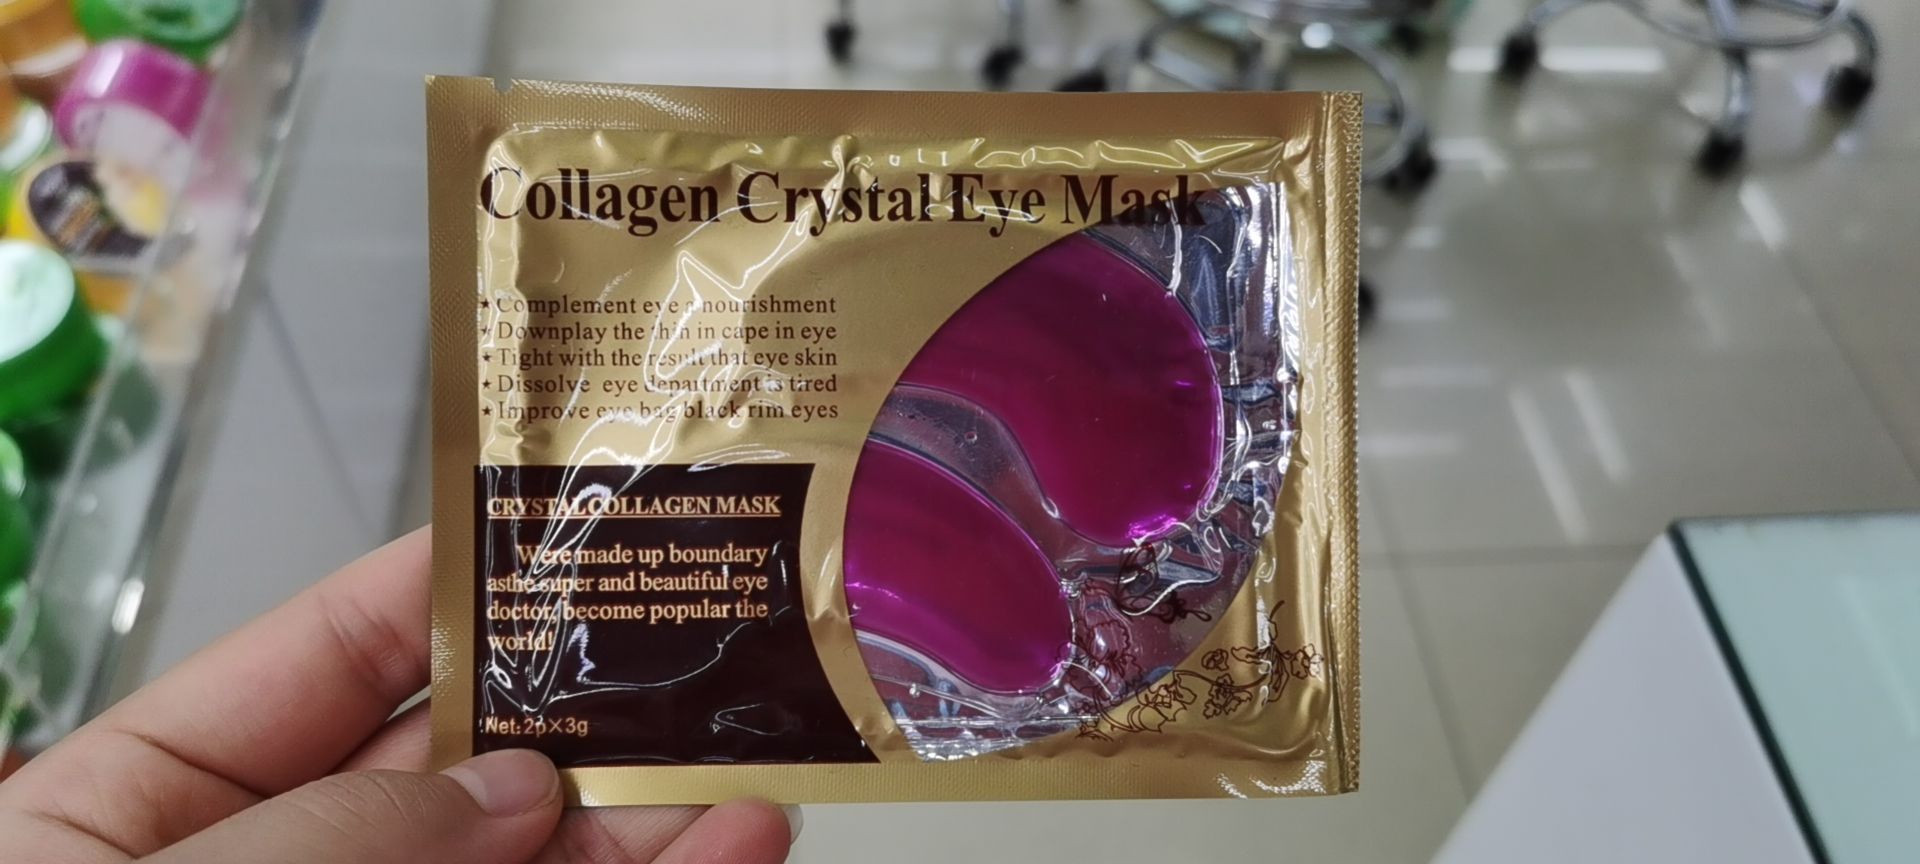 Collagen Crystal Eye Mask
★Complement eye s nourishment
★Downplay the thin in cape in eye
★Tight with the result that eye skin
★Dissolve eye department is tired
★Improve eye bag black rim eyes
CRYSTAL COLLAGEN MASK
Were made up boundary
asthe super and beautiful eye
doctor, become popular the
world!
Net: 2p×3g